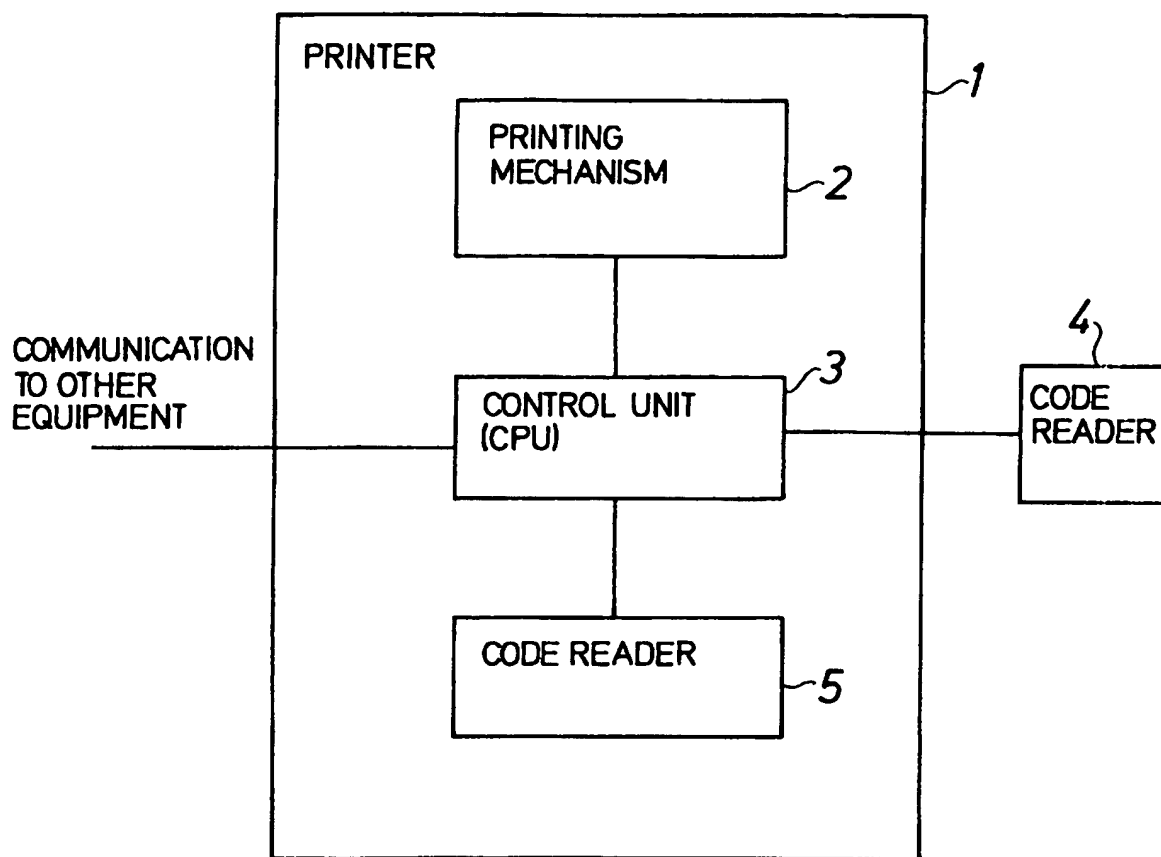 PRINTER
1
PRINTING
MECHANISM
2
COMMUNICATION
TO OTHER
EQUIPMENT
3
CONTROL UNIT
(CPU)
4
CODE
READER
CODE READER
5